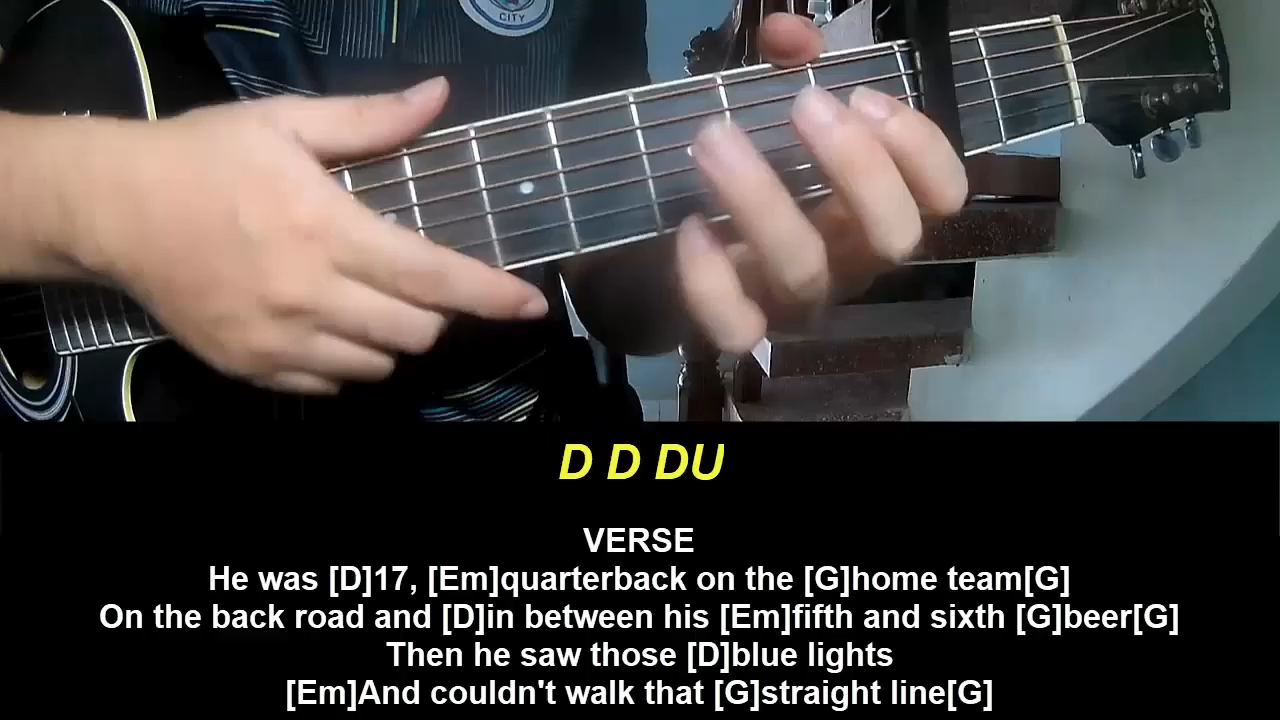 CITY
D D DU
VERSE
He was [D]17, [Em]quarterback on the [G]home team[G]
On the back road and [D]in between his [Em]fifth and sixth [G]beer[G]
Then he saw those [D]blue lights
[Em]And couldn't walk that [G]straight line[G]